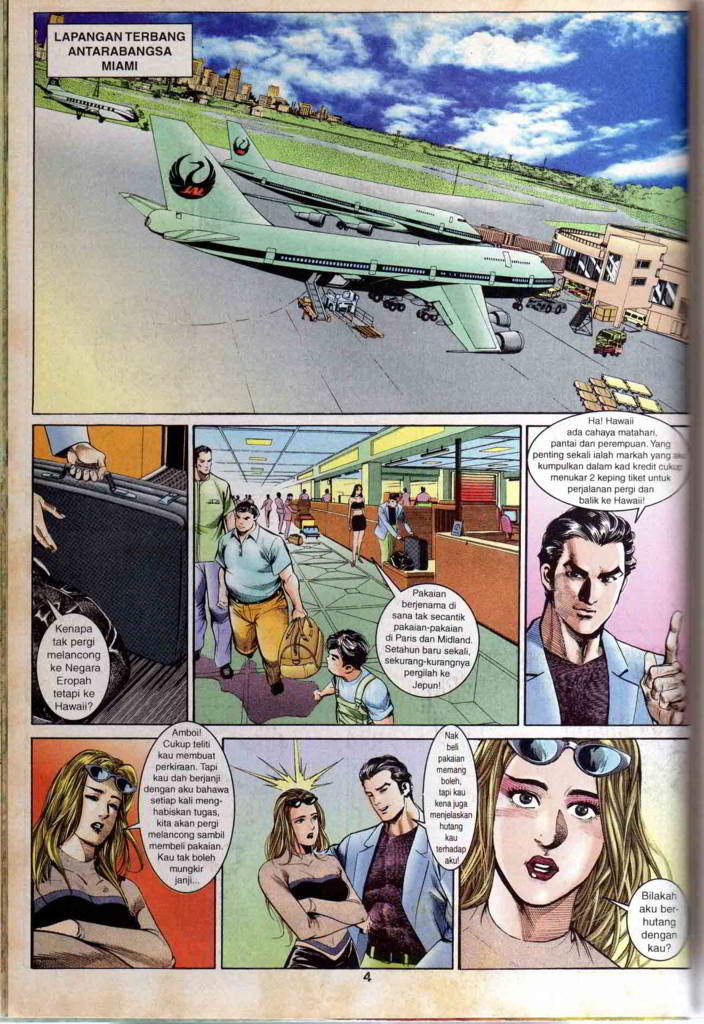 LAPANGAN TERBANG
ANTARABANGSA
MIAMI
JAL
Kenapa
tak pergi
melancong
ke Negara
Eropah
tetapi ke
Hawaii?
Pakaian
berjenama di
sana tak secantik
pakaian-pakaian
di Paris dan Midland.
Setahun baru sekali,
sekurang-kurangnya
pergilah ke
Jepun!
Ha! Hawaii
ada cahaya matahari,
pantai dan perempuan. Yang
penting sekali ialah markah yang aku
kumpulkan dalam kad kredit cukup
menukar 2 keping tiket untuk
perjalanan pergi dan
balik ke Hawaii!
Amboi!
Cukup teliti
kau membuat
perkiraan. Tapi
kau dah berjanji
dengan aku bahawa
setiap kali meng-
habiskan tugas,
kita akan pergi
melancong sambil
membeli pakaian.
Kau tak boleh
mungkir
janji...
Nak
beli
pakaian
memang
boleh,
tapi kau
kena juga
menjelaskan
hutang
kau
terhadap
aku!
Bilakah
aku ber-
hutang
dengan
kau?
4